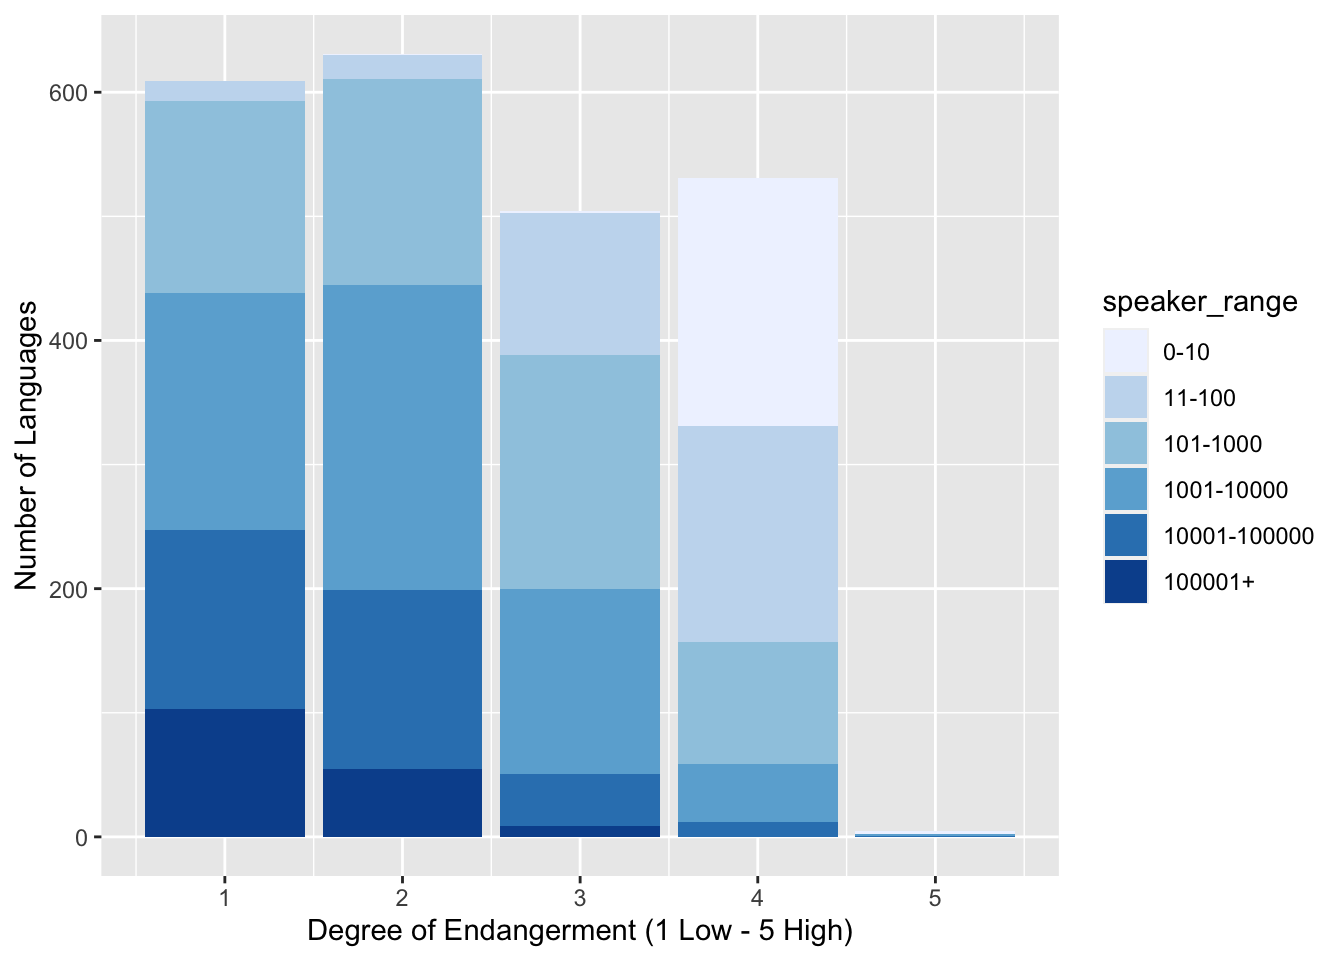 600
400
200
0
Number of Languages
1 2 3 4 5
Degree of Endangerment (1 Low - 5 High)
speaker_range
0-10
11-100
101-1000
1001-10000
10001-100000
100001+